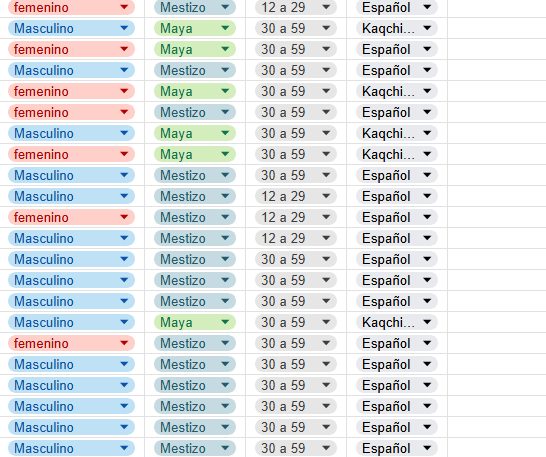 femenino Mestizo 12 a 29 Español
Masculino Maya 30 a 59 Kaqchi...
femenino Maya 30 a 59 Español
Masculino Mestizo 30 a 59 Español
femenino Maya 30 a 59 Kaqchi...
femenino Mestizo 30 a 59 Español
Masculino Maya 30 a 59 Kaqchi...
femenino Maya 30 a 59 Kaqchi...
Masculino Mestizo 30 a 59 Español
Masculino Mestizo 12 a 29 Español
femenino Mestizo 12 a 29 Español
Masculino Mestizo 12 a 29 Español
Masculino Mestizo 30 a 59 Español
Masculino Mestizo 30 a 59 Español
Masculino Mestizo 30 a 59 Español
Masculino Maya 30 a 59 Kaqchi...
femenino Mestizo 30 a 59 Español
Masculino Mestizo 30 a 59 Español
Masculino Mestizo 30 a 59 Español
Masculino Mestizo 30 a 59 Español
Masculino Mestizo 30 a 59 Español
Masculino Mestizo 30 a 59 Español